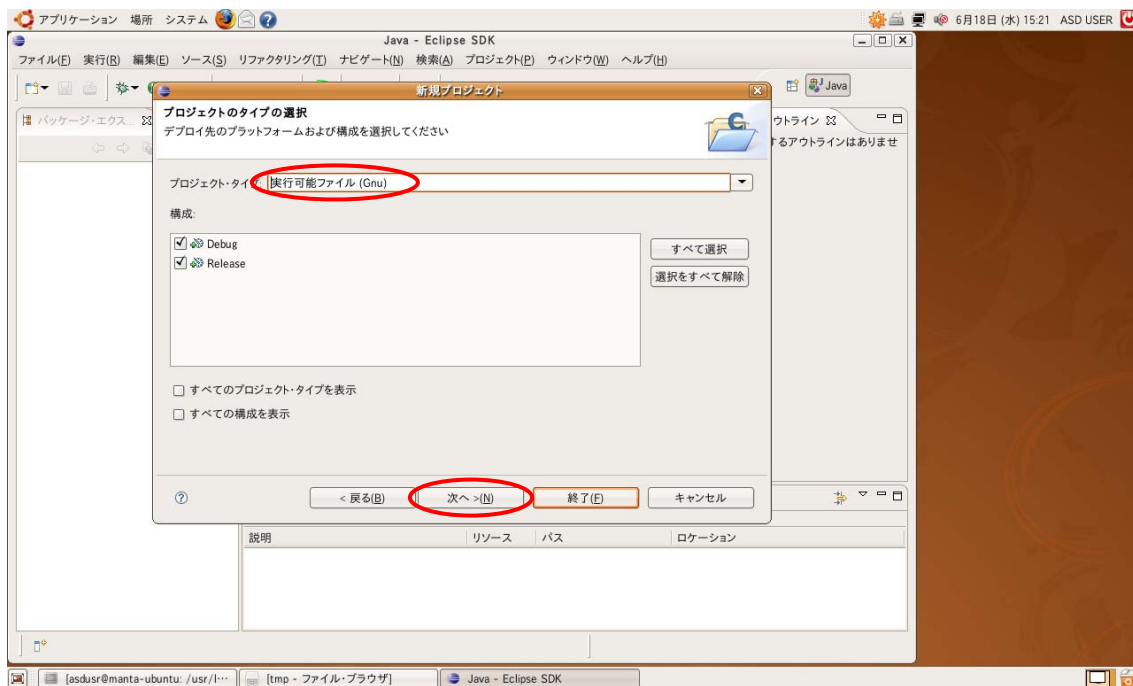 アプリケーション 場所 システム 6月18日 (水) 15:21 ASD USER
Java - Eclipse SDK
ファイル(F) 実行(R) 編集(E) ソース(S) リファクタリング(T) ナビゲート(N) 検索(A) プロジェクト(P) ウィンドウ(W) ヘルプ(H)
Java
新規プロジェクト
パッケージ・エクス...
プロジェクトのタイプの選択
デプロイ先のプラットフォームおよび構成を選択してください
ウトライン
するアウトラインはありませ
プロジェクト・タイプ: 実行可能ファイル (Gnu)
構成:
Debug
Release
すべて選択
選択をすべて解除
すべてのプロジェクト・タイプを表示
すべての構成を表示
< 戻る(B) 次へ >(N) 終了(F) キャンセル
説明 リソース パス ロケーション
[asdusr@manta-ubuntu: /usr/l… [tmp - ファイル・ブラウザ] Java - Eclipse SDK